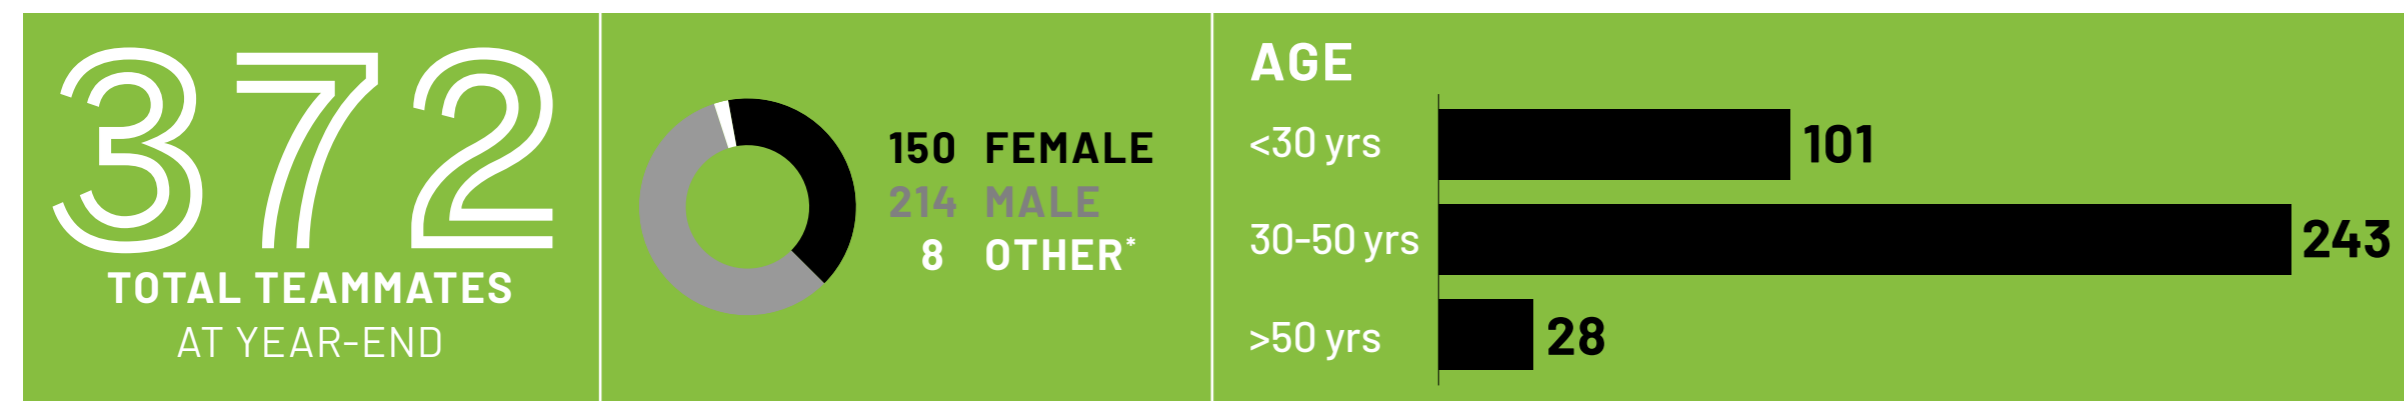 372
TOTAL TEAMMATES
AT YEAR-END
150 FEMALE
214 MALE
8 OTHER*
AGE
<30 yrs 101
30-50 yrs 243
>50 yrs 28